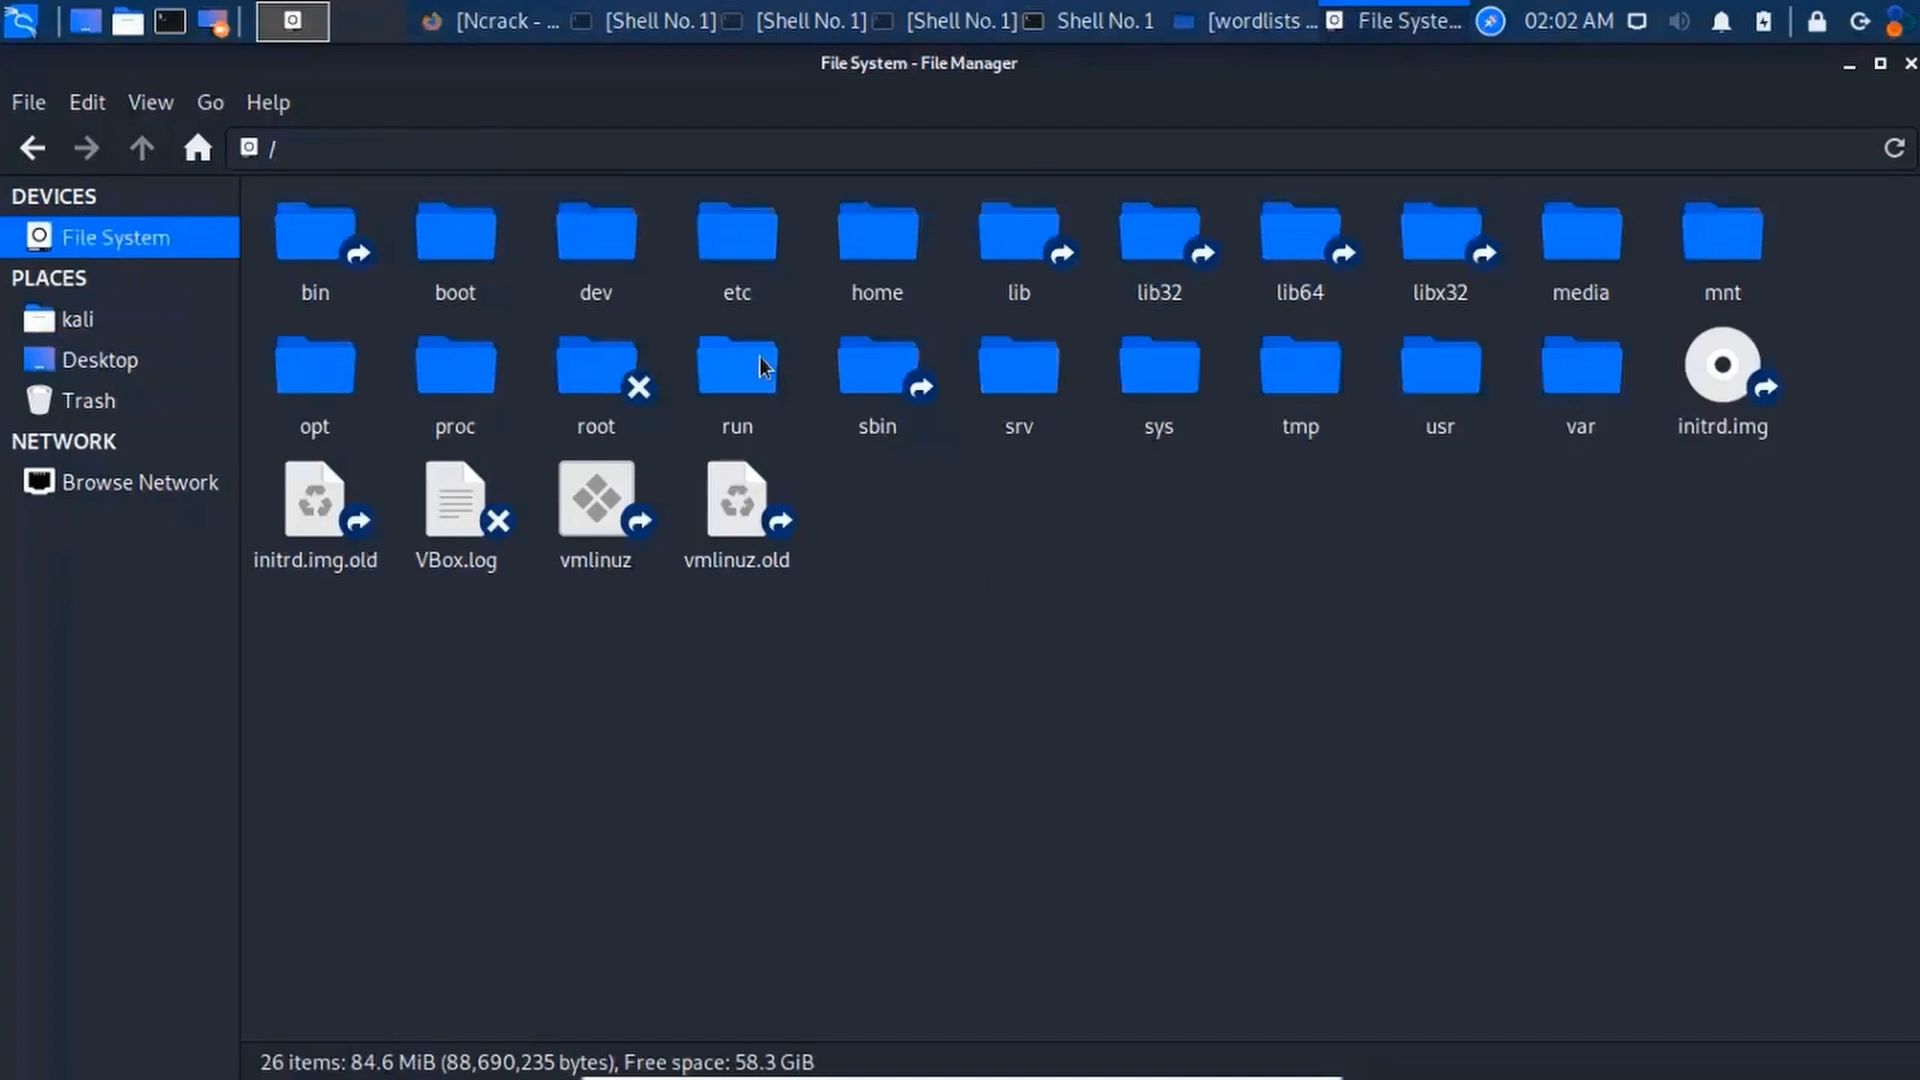 [Ncrack - ... [Shell No. 1] [Shell No. 1] [Shell No. 1] Shell No. 1 [wordlists ... File Syste... 02:02 AM
File System - File Manager
File Edit View Go Help
/
DEVICES
File System
PLACES
kali
Desktop
Trash
NETWORK
Browse Network
bin boot dev etc home lib lib32 lib64 libx32 media mnt
opt proc root run sbin srv sys tmp usr var initrd.img
initrd.img.old VBox.log vmlinuz vmlinuz.old
26 items: 84.6 MiB (88,690,235 bytes), Free space: 58.3 GiB